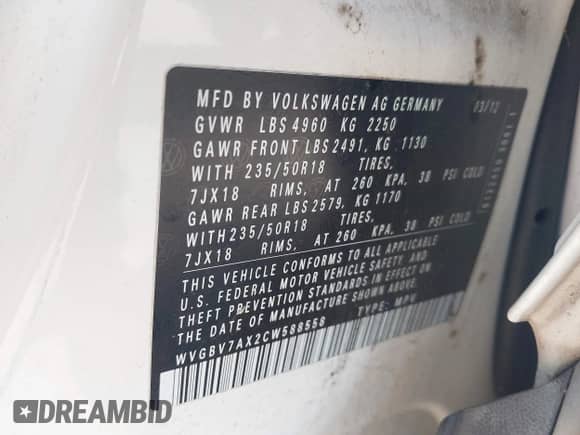 MFD BY VOLKSWAGEN AG GERMANY 03/12
GVWR LBS 4960 KG 2250
GAWR FRONT LBS 2491, KG 1130
WITH 235/50R18 TIRES,
7JX18 RIMS, AT 260 KPA, 38 PSI COLD
GAWR REAR LBS 2579, KG 1170
WITH 235/50R18 TIRES,
7JX18 RIMS, AT 260 KPA, 38 PSI COLD
THIS VEHICLE CONFORMS TO ALL APPLICABLE
U.S. FEDERAL MOTOR VEHICLE SAFETY, AND
THEFT PREVENTION STANDARDS IN EFFECT ON
THE DATE OF MANUFACTURE SHOWN ABOVE.
WVGBV7AX2CW588558 TYPE: MPV
DREAMBID